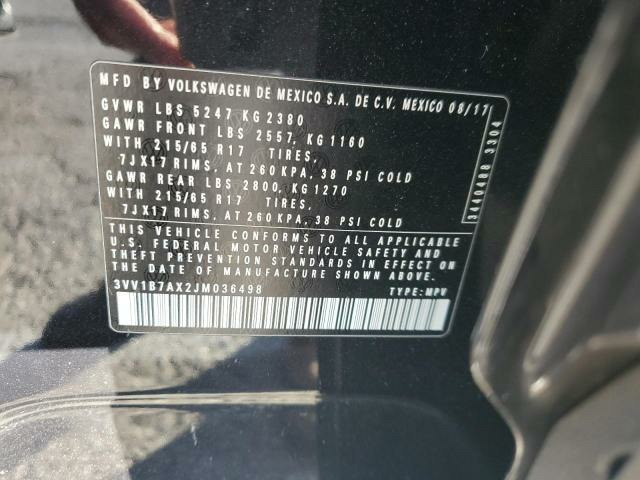 MFD BY VOLKSWAGEN DE MEXICO S.A. DE C.V. MEXICO 08/17
GVWR LBS 5247 KG 2380
GAWR FRONT LBS 2557, KG 1160
WITH 215/65 R17 TIRES,
7JX17 RIMS, AT 260KPA, 38 PSI COLD
GAWR REAR LBS 2800, KG 1270
WITH 215/65 R17 TIRES,
7JX17 RIMS, AT 260KPA, 38 PSI COLD
THIS VEHICLE CONFORMS TO ALL APPLICABLE
U.S. FEDERAL MOTOR VEHICLE SAFETY AND
THEFT PREVENTION STANDARDS IN EFFECT ON
THE DATE OF MANUFACTURE SHOWN ABOVE.
3VV1B7AX2JM036498 TYPE: MPV
3440488 3304